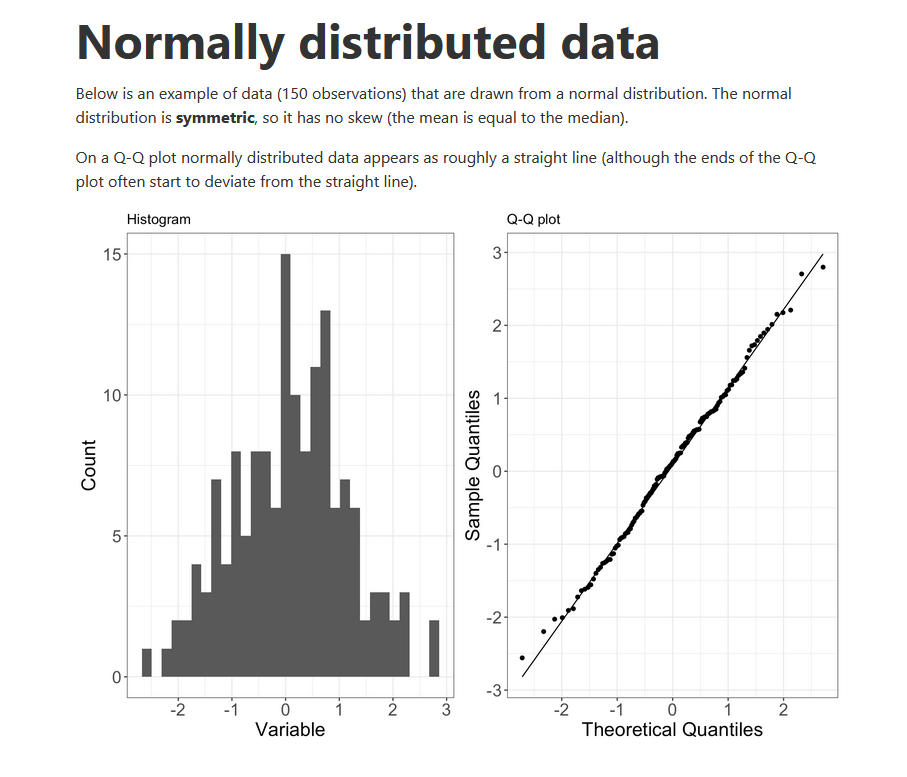 Normally distributed data
Below is an example of data (150 observations) that are drawn from a normal distribution. The normal
distribution is symmetric, so it has no skew (the mean is equal to the median).
On a Q-Q plot normally distributed data appears as roughly a straight line (although the ends of the Q-Q
plot often start to deviate from the straight line).
Histogram
15
10
5
0
Count
-2 -1 0 1 2 3
Variable
Q-Q plot
3
2
1
0
-1
-2
-3
Sample Quantiles
-2 -1 0 1 2
Theoretical Quantiles